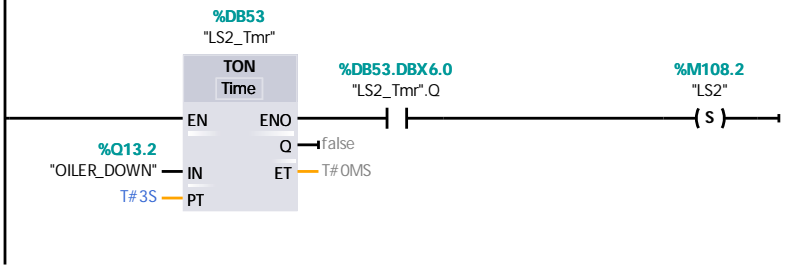 %DB53
"LS2_Tmr"
TON
Time
%DB53.DBX6.0
"LS2_Tmr".Q
%M108.2
"LS2"
EN
ENO
S
Q
false
%Q13.2
"OILER_DOWN"
IN
ET
T#0MS
T#3S
PT